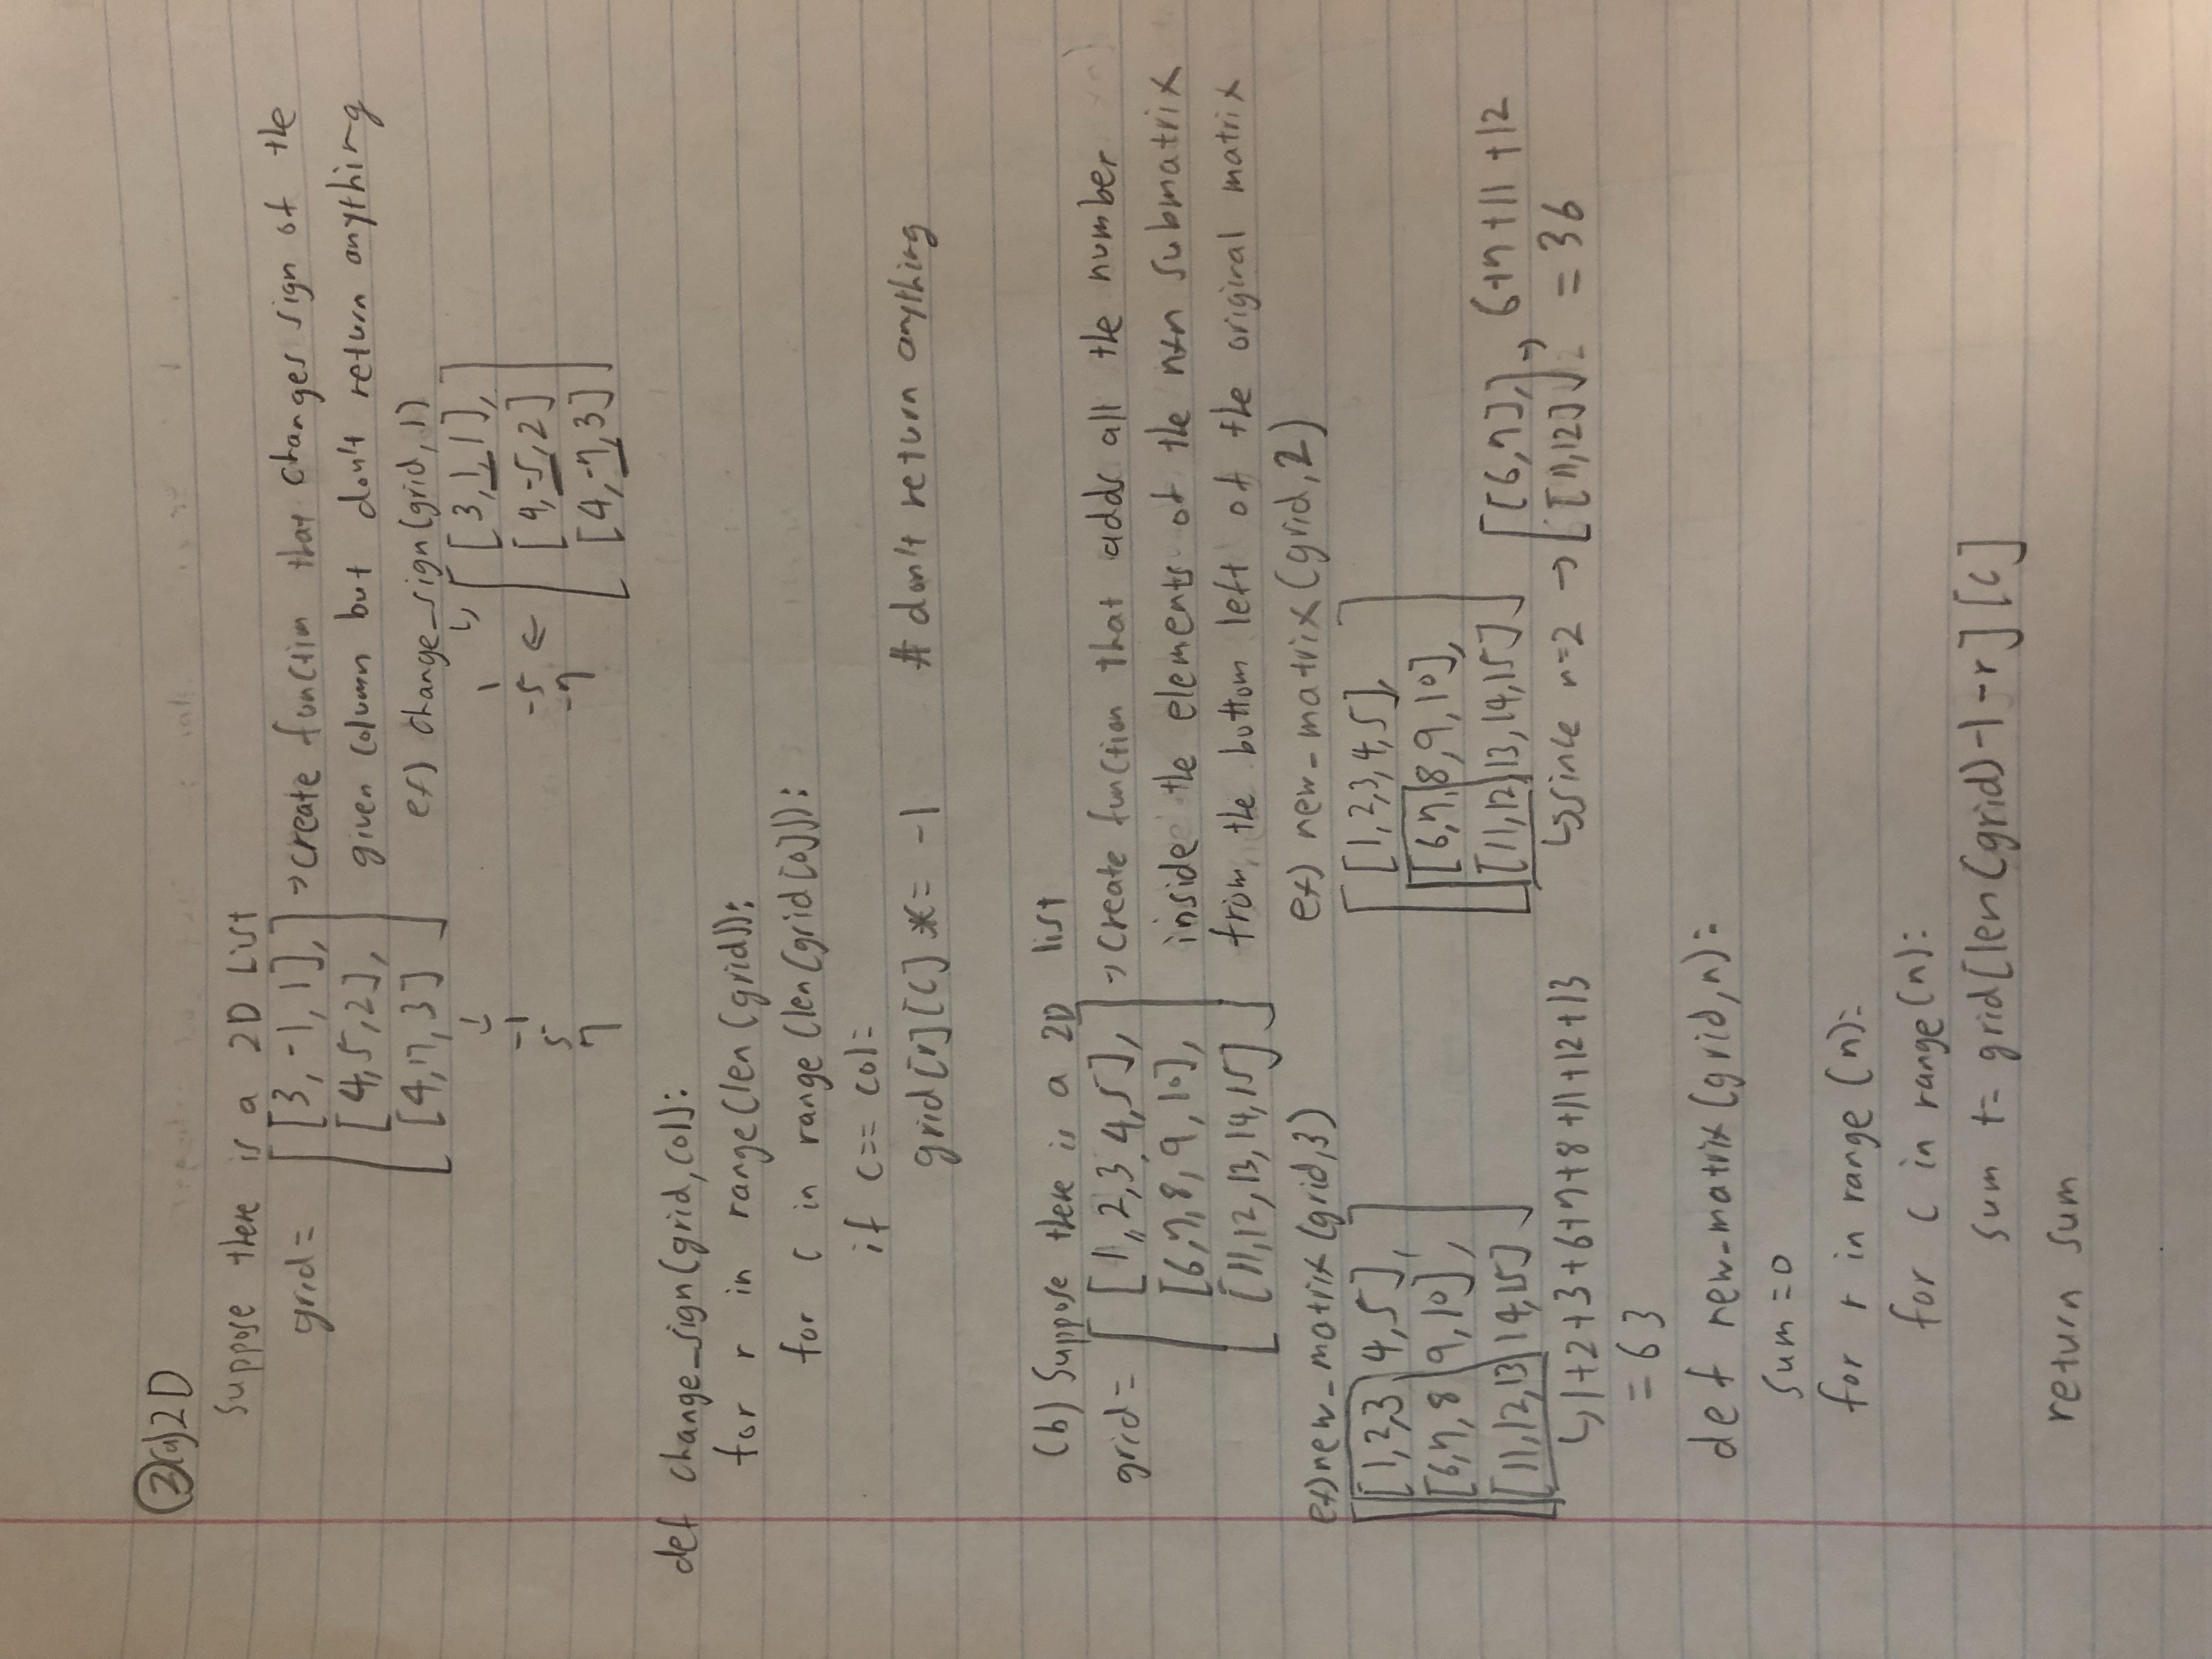 ③(a) 2D
Suppose there is a 2D List
grid = [[3, -1, 1], → create function that changes sign of the
[4, 5, 2], given column but don't return anything
[4, 7, 3]] ex) change_sign(grid, 1)
↓ ↳ [[3, 1, 1],
-1 1
5 -5 ← [4, -5, 2]
7 -7 [4, -7, 3]]
def change_sign(grid, col):
for r in range(len(grid)):
for c in range(len(grid[0])):
if c == col:
grid[r][c] *= -1 # don't return anything
(b) Suppose there is a 2D list
grid = [[1, 2, 3, 4, 5], → Create function that adds all the number
[6, 7, 8, 9, 10], inside the elements of the nxn submatrix
[11, 12, 13, 14, 15]] from the bottom left of the original matrix
ex) new_matrix(grid, 3) ex) new_matrix(grid, 2)
[[1, 2, 3, 4, 5], [[1, 2, 3, 4, 5],
[6, 7, 8, 9, 10], [6, 7, 8, 9, 10],
[11, 12, 13, 14, 15]] [11, 12, 13, 14, 15]] [[6, 7], → 6+7+11+12
↳ 1+2+3+6+7+8+11+12+13 ↳ since n=2 → [11, 12]] = 36
= 63
def new_matrix(grid, n):
sum = 0
for r in range(n):
for c in range(n):
sum += grid[len(grid)-1-r][c]
return sum